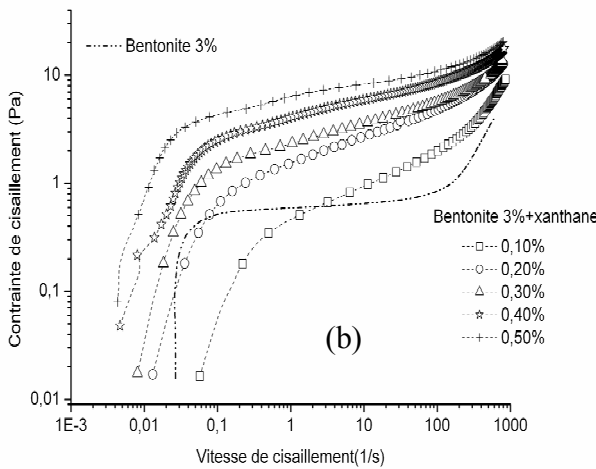 Bentonite 3%
Contrainte de cisaillement (Pa)
10
1
0,1
0,01
Bentonite 3%+xanthane
0,10%
0,20%
0,30%
0,40%
0,50%
(b)
1E-3
0,01
0,1
1
10
100
1000
Vitesse de cisaillement(1/s)